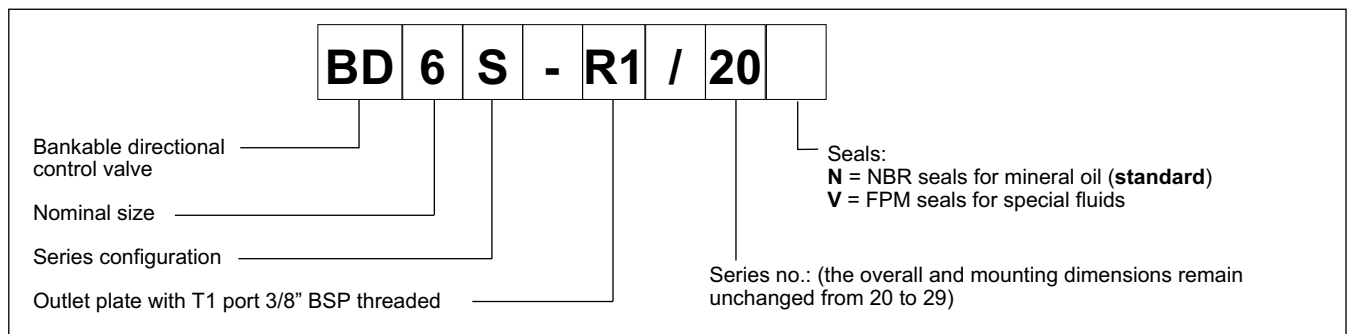 BD 6 S - R1 / 20
Bankable directional
control valve
Nominal size
Series configuration
Outlet plate with T1 port 3/8” BSP threaded
Seals:
N = NBR seals for mineral oil (standard)
V = FPM seals for special fluids
Series no.: (the overall and mounting dimensions remain
unchanged from 20 to 29)